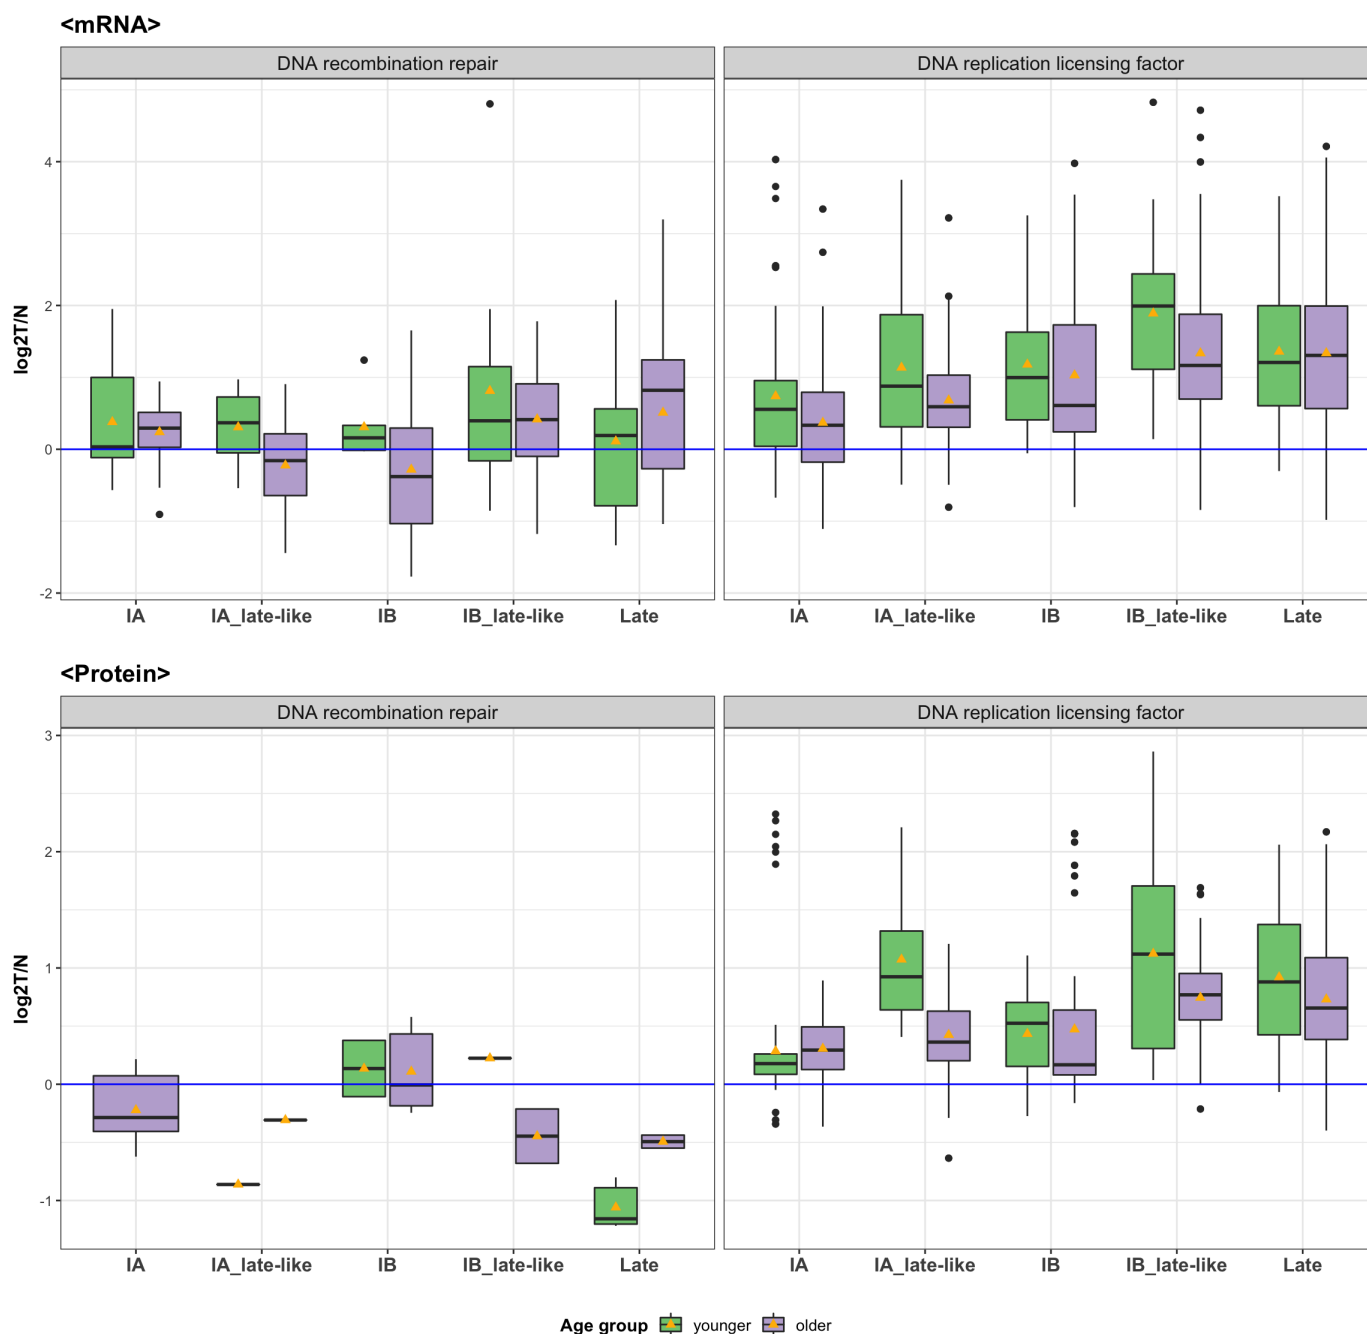 <mRNA>
DNA recombination repair
DNA replication licensing factor
log2T/N
4
2
0
-2
IA
IA_late-like
IB
IB_late-like
Late
IA
IA_late-like
IB
IB_late-like
Late
<Protein>
DNA recombination repair
DNA replication licensing factor
log2T/N
3
2
1
0
-1
IA
IA_late-like
IB
IB_late-like
Late
IA
IA_late-like
IB
IB_late-like
Late
Age group younger older